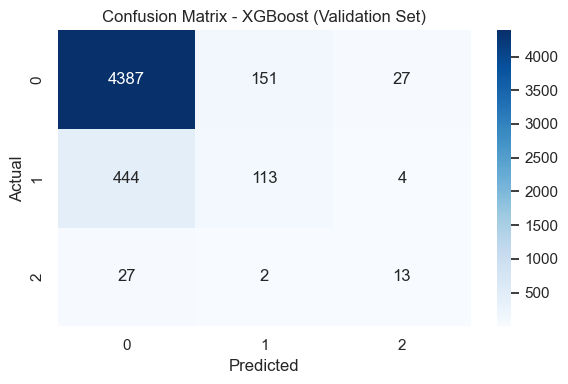 Confusion Matrix - XGBoost (Validation Set)
Actual
0
4387 151 27
1
444 113 4
2
27 2 13
0 1 2
Predicted
4000
3500
3000
2500
2000
1500
1000
500